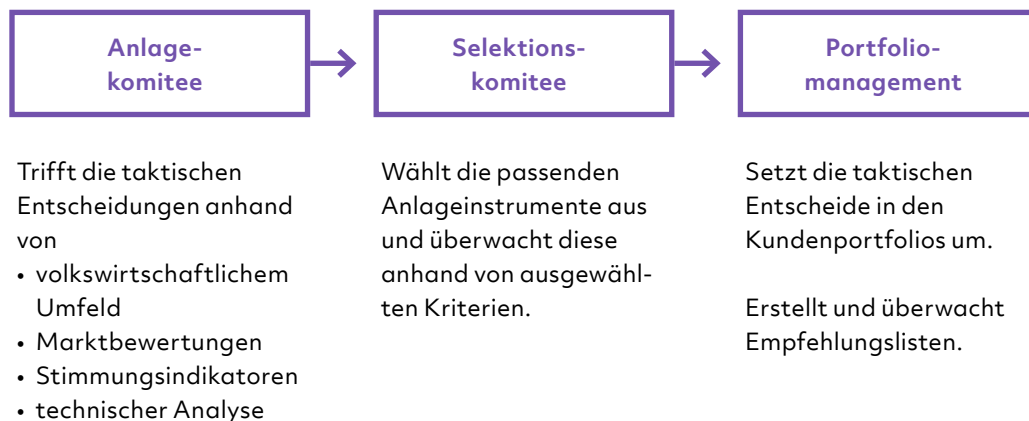 Anlage-
komitee
Trifft die taktischen
Entscheidungen anhand
von
• volkswirtschaftlichem
Umfeld
• Marktbewertungen
• Stimmungsindikatoren
• technischer Analyse
Selektions-
komitee
Wählt die passenden
Anlageinstrumente aus
und überwacht diese
anhand von ausgewähl-
ten Kriterien.
Portfolio-
management
Setzt die taktischen
Entscheide in den
Kundenportfolios um.
Erstellt und überwacht
Empfehlungslisten.